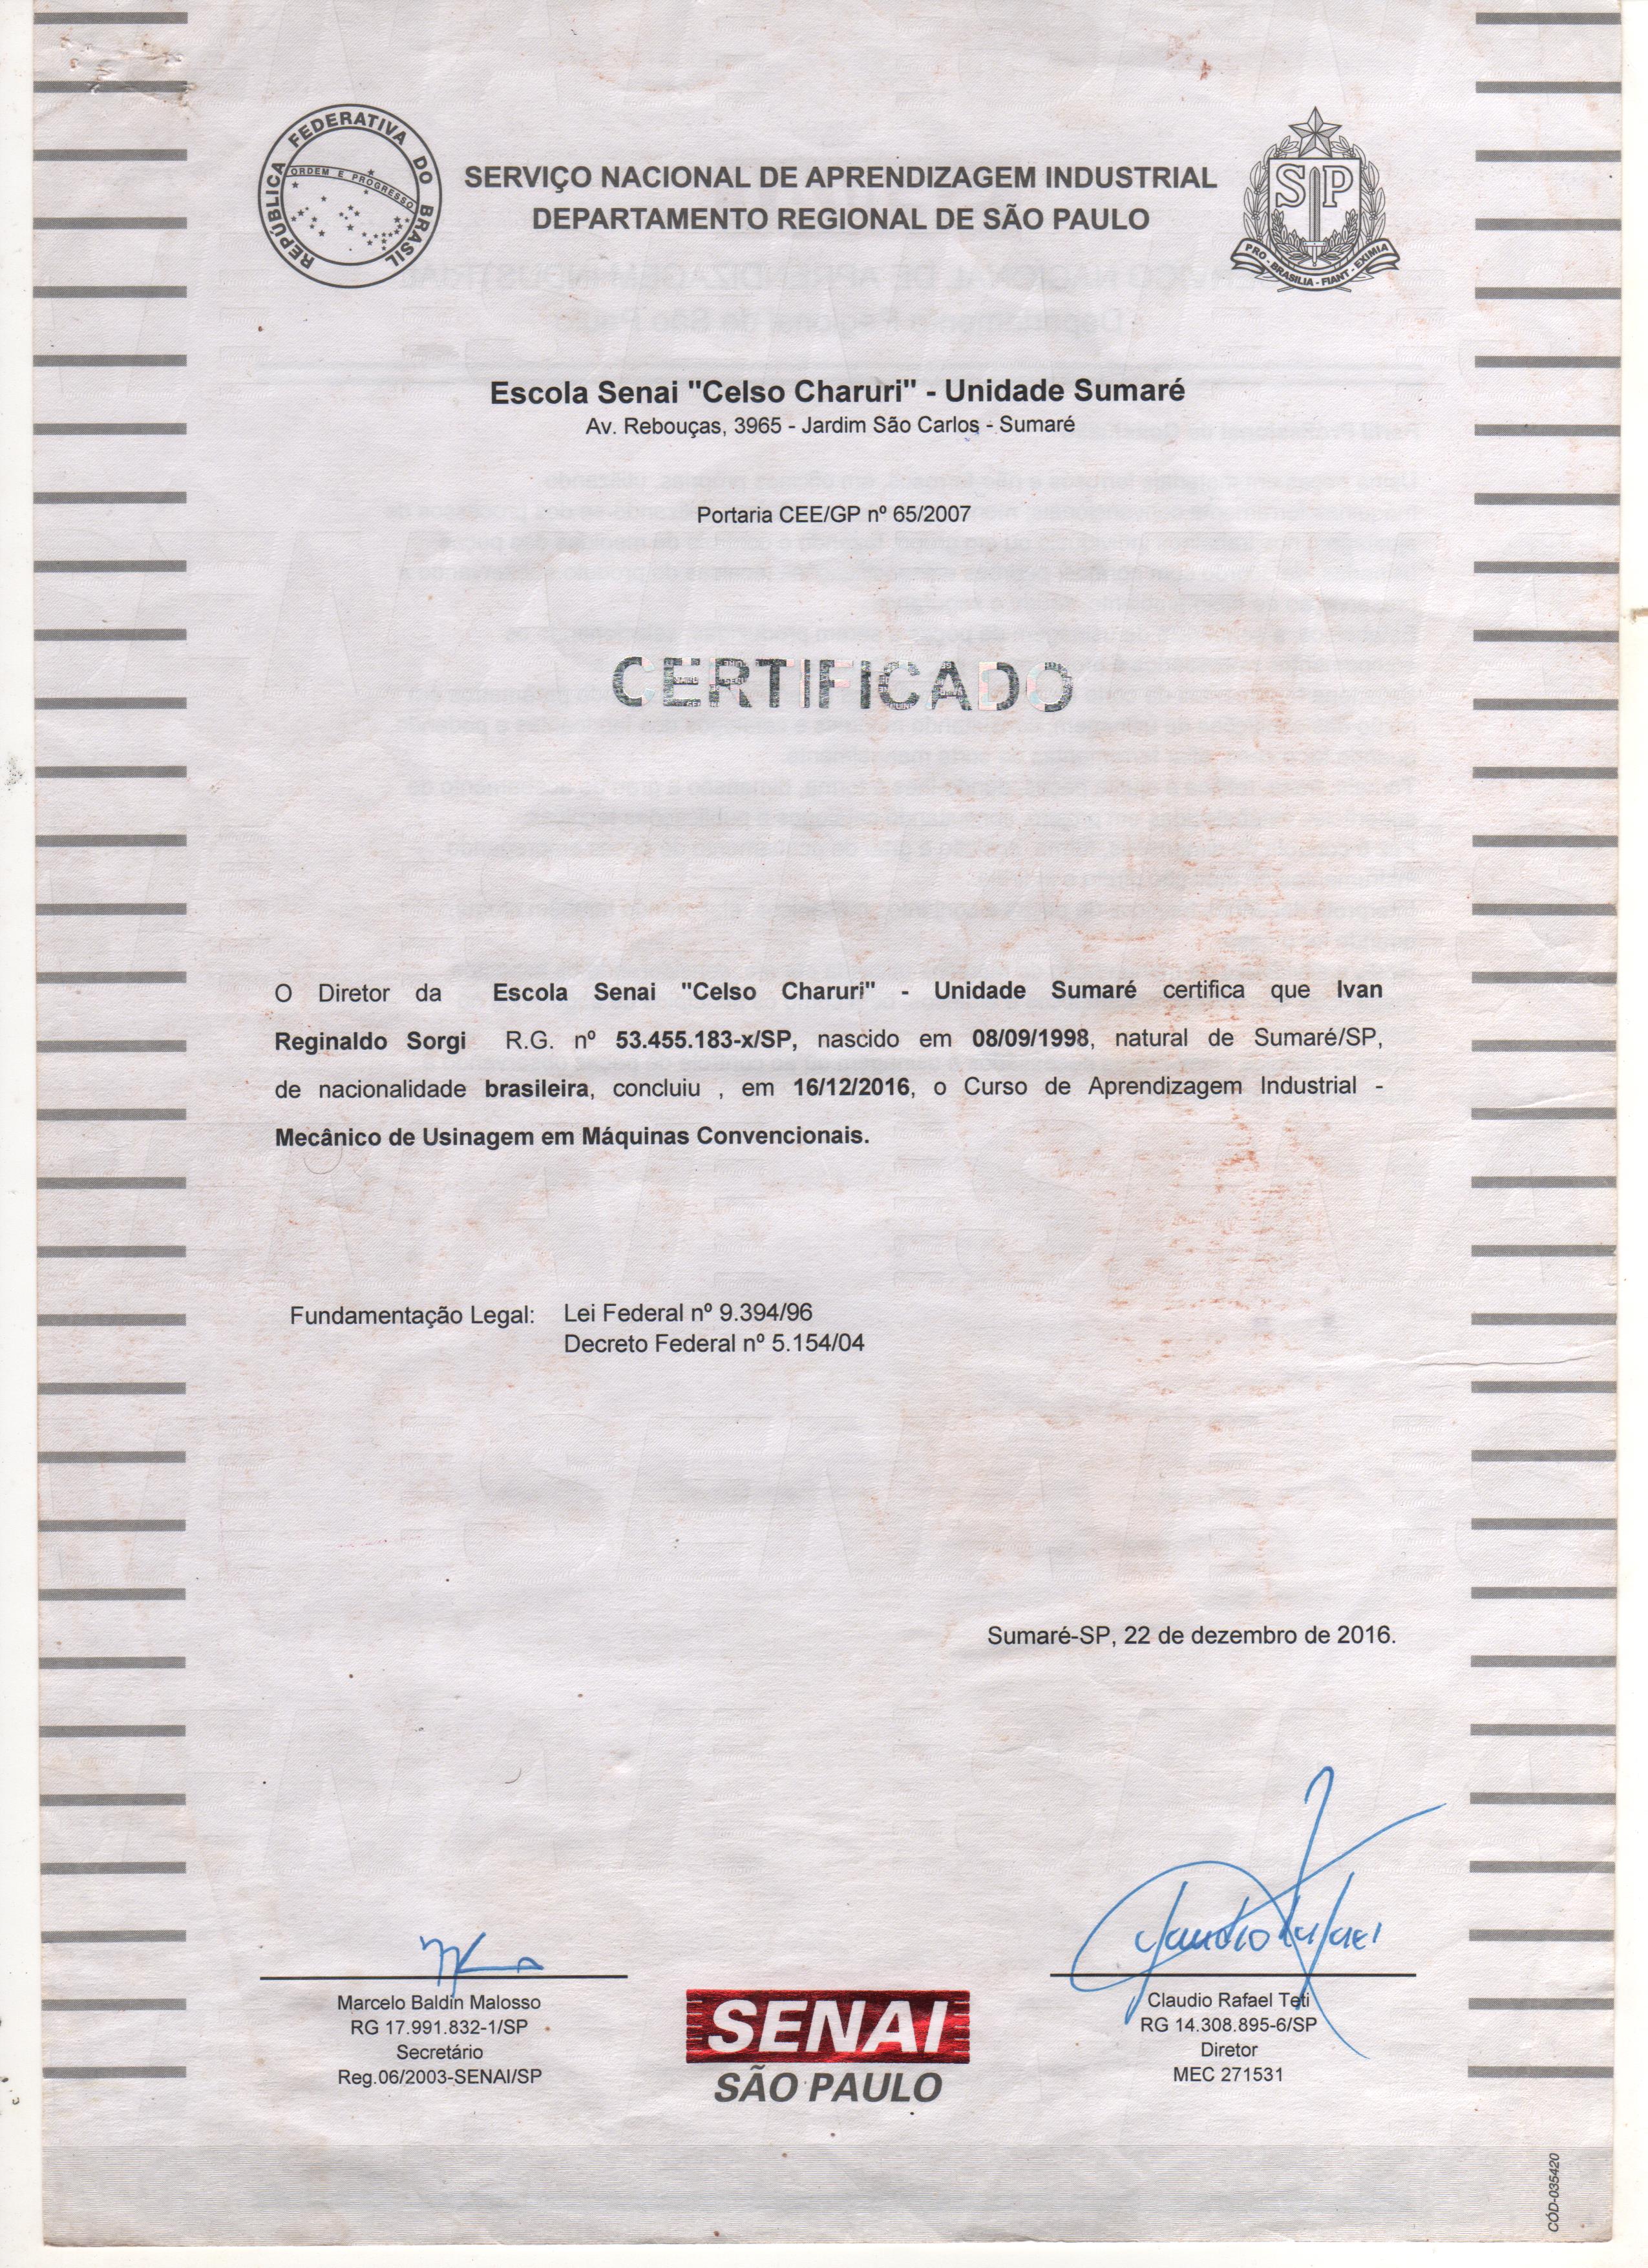 REPÚBLICA FEDERATIVA DO BRASIL
ORDEM E PROGRESSO
SERVIÇO NACIONAL DE APRENDIZAGEM INDUSTRIAL
DEPARTAMENTO REGIONAL DE SÃO PAULO
SP
PRO - BRASILIA - FIANT - EXIMIA
Escola Senai "Celso Charuri" - Unidade Sumaré
Av. Rebouças, 3965 - Jardim São Carlos - Sumaré
Portaria CEE/GP nº 65/2007
CERTIFICADO
O Diretor da Escola Senai "Celso Charuri" - Unidade Sumaré certifica que Ivan
Reginaldo Sorgi R.G. nº 53.455.183-x/SP, nascido em 08/09/1998, natural de Sumaré/SP,
de nacionalidade brasileira, concluiu , em 16/12/2016, o Curso de Aprendizagem Industrial -
Mecânico de Usinagem em Máquinas Convencionais.
Fundamentação Legal: Lei Federal nº 9.394/96
Decreto Federal nº 5.154/04
Sumaré-SP, 22 de dezembro de 2016.
Marcelo Baldin Malosso
RG 17.991.832-1/SP
Secretário
Reg.06/2003-SENAI/SP
SENAI
SÃO PAULO
Claudio Rafael
Claudio Rafael Teti
RG 14.308.895-6/SP
Diretor
MEC 271531
CÓD-035420